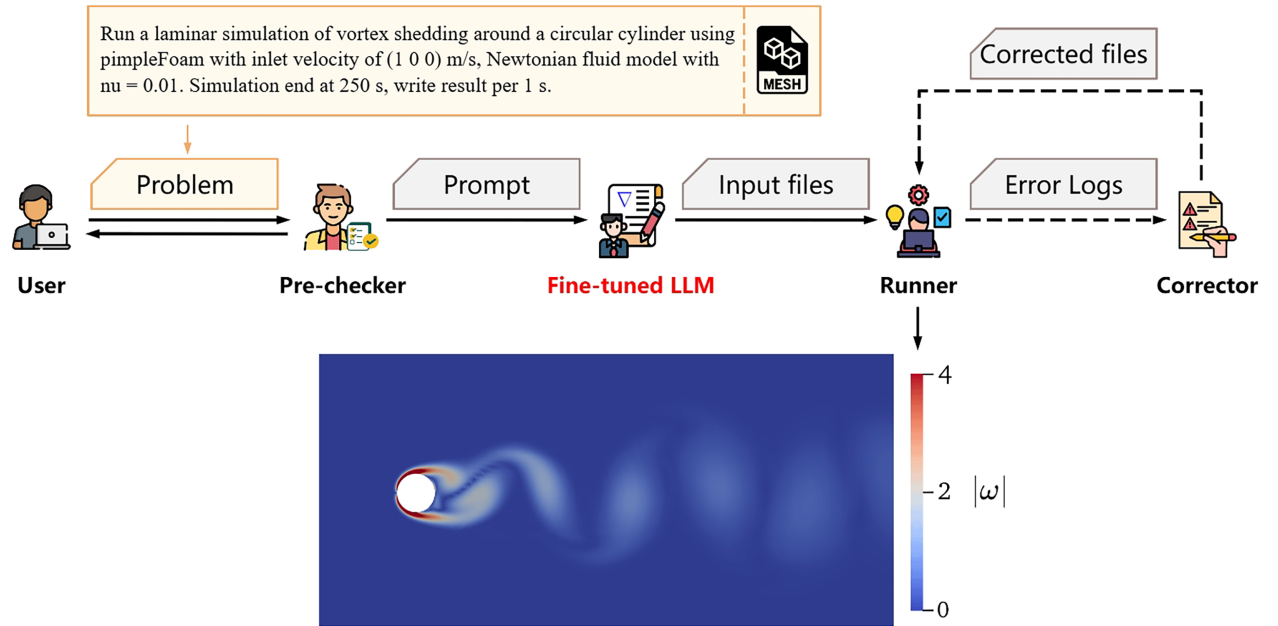 Run a laminar simulation of vortex shedding around a circular cylinder using
pimpleFoam with inlet velocity of (1 0 0) m/s, Newtonian fluid model with
nu = 0.01. Simulation end at 250 s, write result per 1 s.
MESH
Corrected files
Problem
Prompt
Input files
Error Logs
∇
User
Pre-checker
Fine-tuned LLM
Runner
Corrector
4
2
|ω|
0